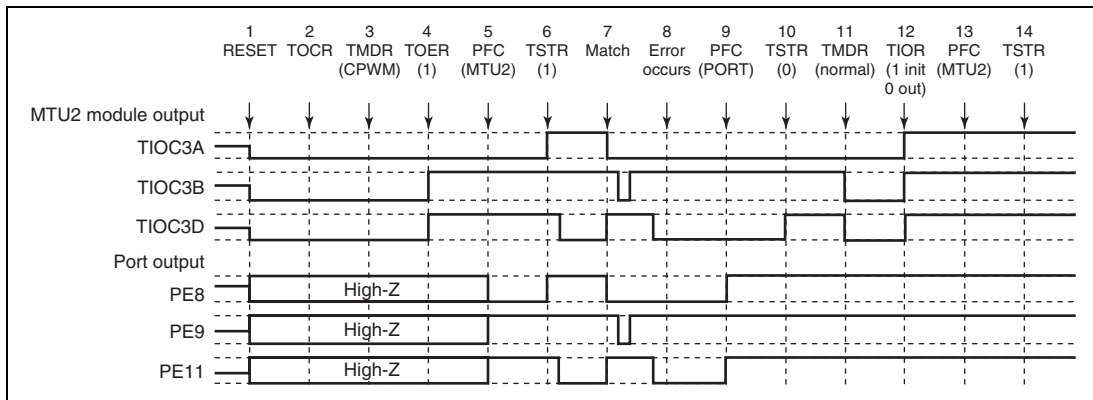 1 2 3 4 5 6 7 8 9 10 11 12 13 14
RESET TOCR TMDR TOER PFC TSTR Match Error PFC TSTR TMDR TIOR PFC TSTR
(CPWM) (1) (MTU2) (1) occurs (PORT) (0) (normal) (1 init (MTU2) (1)
0 out)
MTU2 module output
TIOC3A
TIOC3B
TIOC3D
Port output
PE8 High-Z
PE9 High-Z
PE11 High-Z